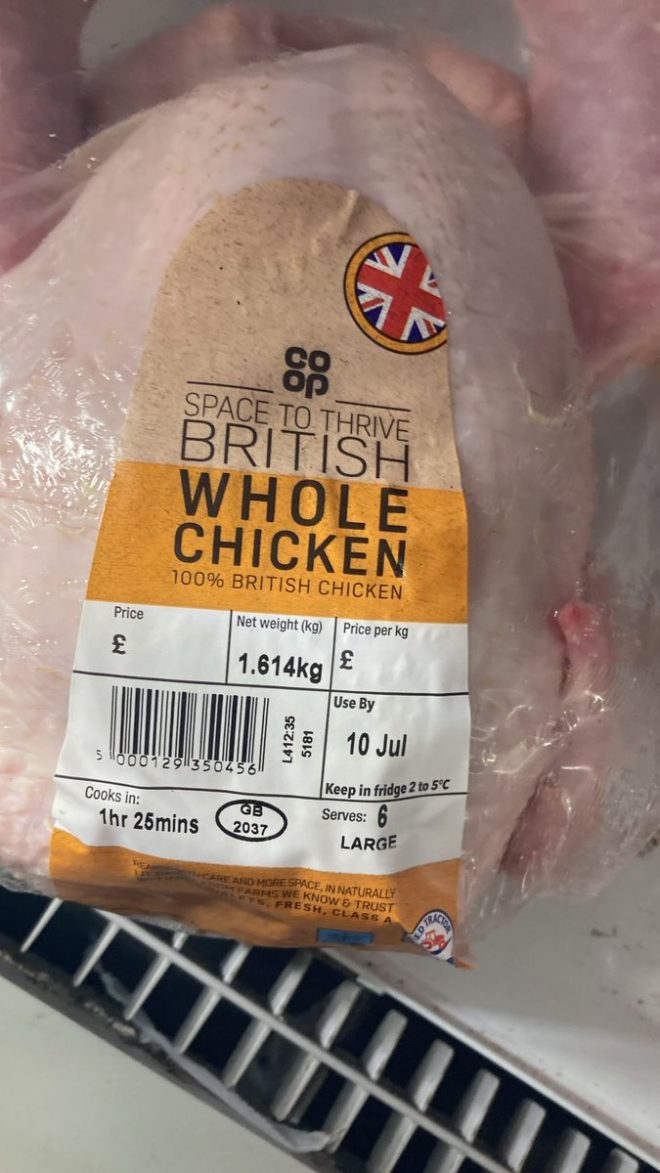 CO
OP
SPACE TO THRIVE
BRITISH
WHOLE
CHICKEN
100% BRITISH CHICKEN
Price
£
Net weight (kg)
1.614kg
Price per kg
£
5 000129 350456
L412:35
5181
Use By
10 Jul
Keep in fridge 2 to 5°C
Cooks in:
1hr 25mins
GB
2037
Serves: 6
LARGE
CARE AND MORE SPACE, IN NATURALLY
FARMS WE KNOW & TRUST
FRESH, CLASS A
TRACTOR